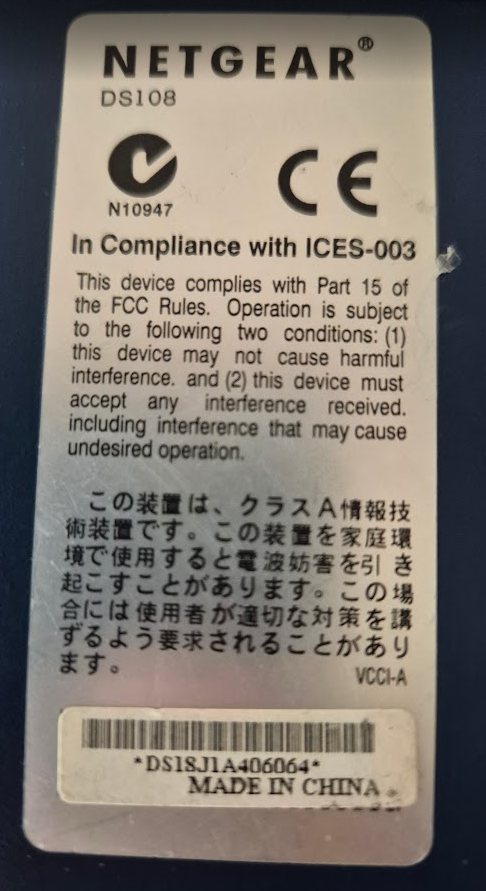 NETGEAR®
DS108
N10947
CE
In Compliance with ICES-003
This device complies with Part 15 of
the FCC Rules. Operation is subject
to the following two conditions: (1)
this device may not cause harmful
interference. and (2) this device must
accept any interference received.
including interference that may cause
undesired operation.
この装置は、クラスA情報技
術装置です。この装置を家庭環
境で使用すると電波妨害を引き
起こすことがあります。この場
合には使用者が適切な対策を講
ずるよう要求されることがあり
ます。
VCCI-A
*DS18J1A406064*
MADE IN CHINA